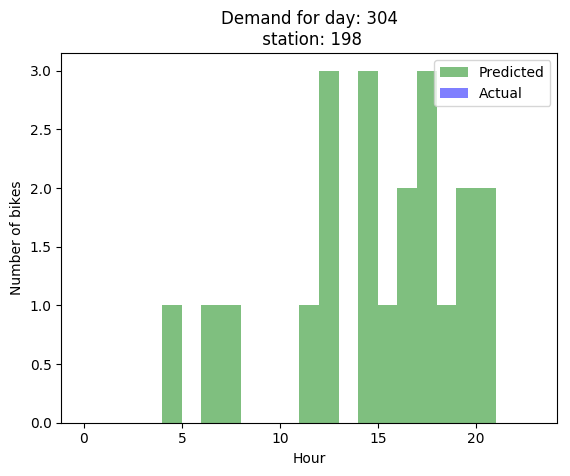 Demand for day: 304
station: 198
Predicted
Actual
3.0
2.5
2.0
1.5
1.0
0.5
0.0
Number of bikes
0
5
10
15
20
Hour